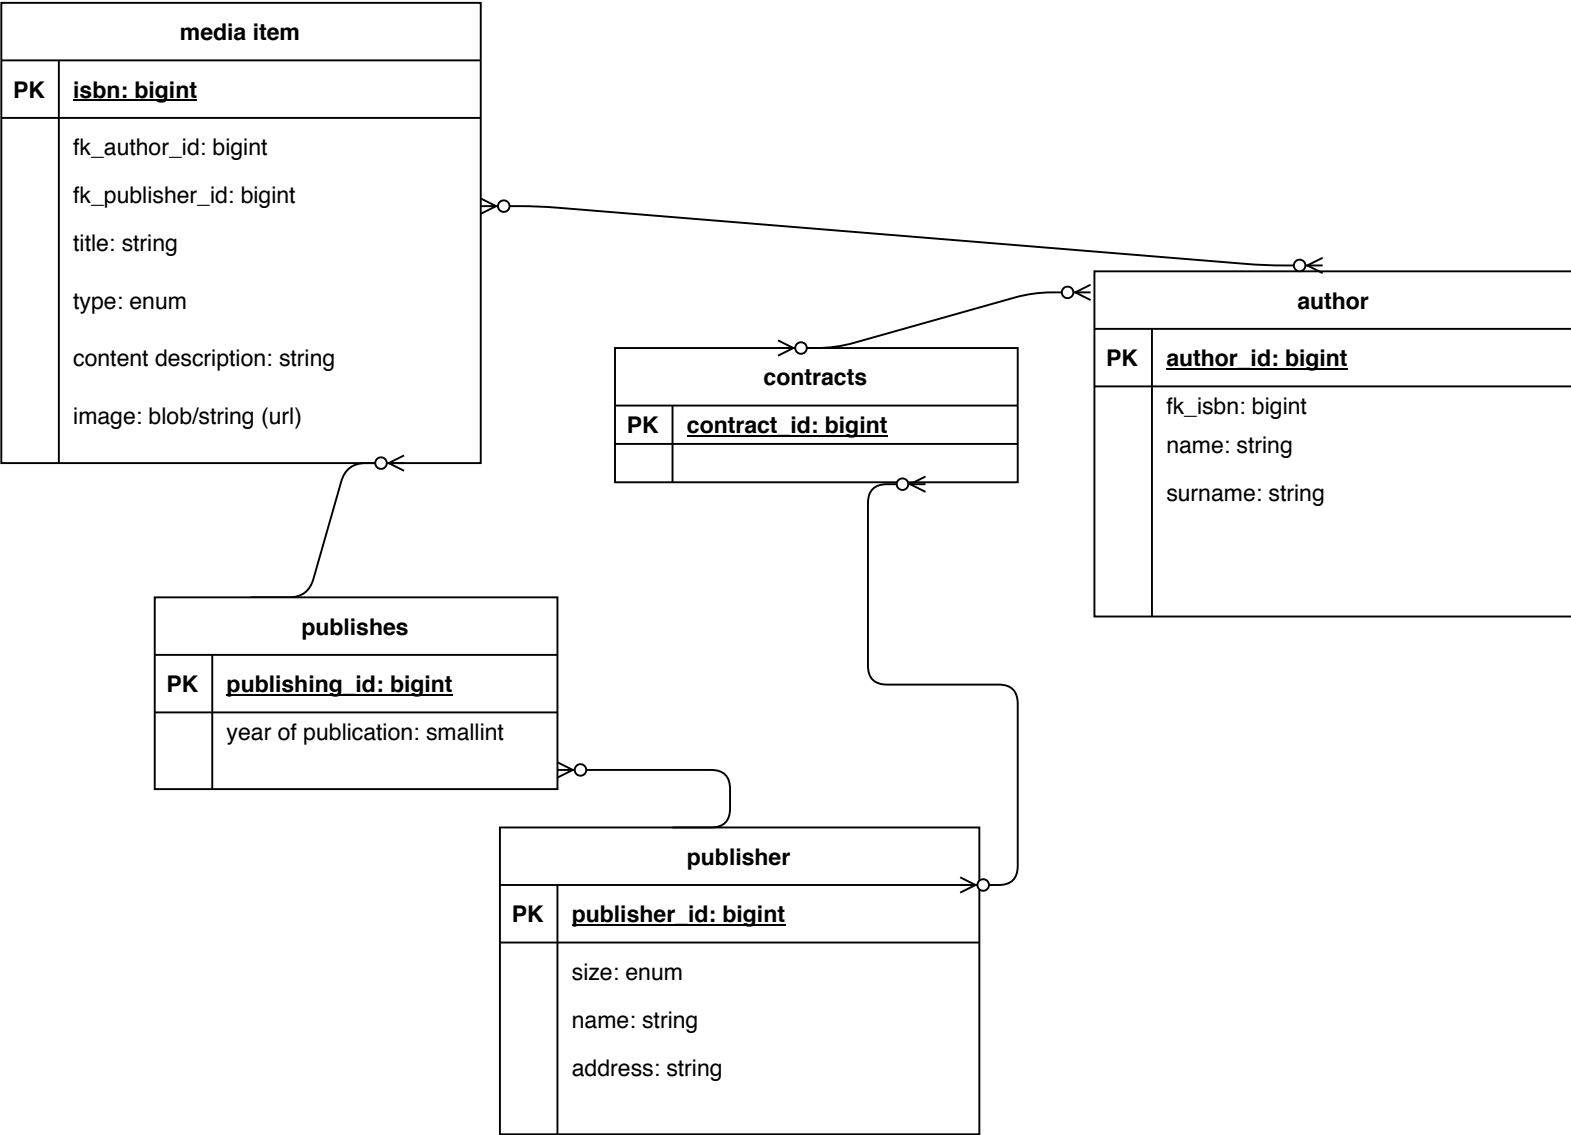 media item
PK isbn: bigint
fk_author_id: bigint
fk_publisher_id: bigint
title: string
type: enum
content description: string
image: blob/string (url)
author
PK author_id: bigint
fk_isbn: bigint
name: string
surname: string
contracts
PK contract_id: bigint
publishes
PK publishing_id: bigint
year of publication: smallint
publisher
PK publisher_id: bigint
size: enum
name: string
address: string